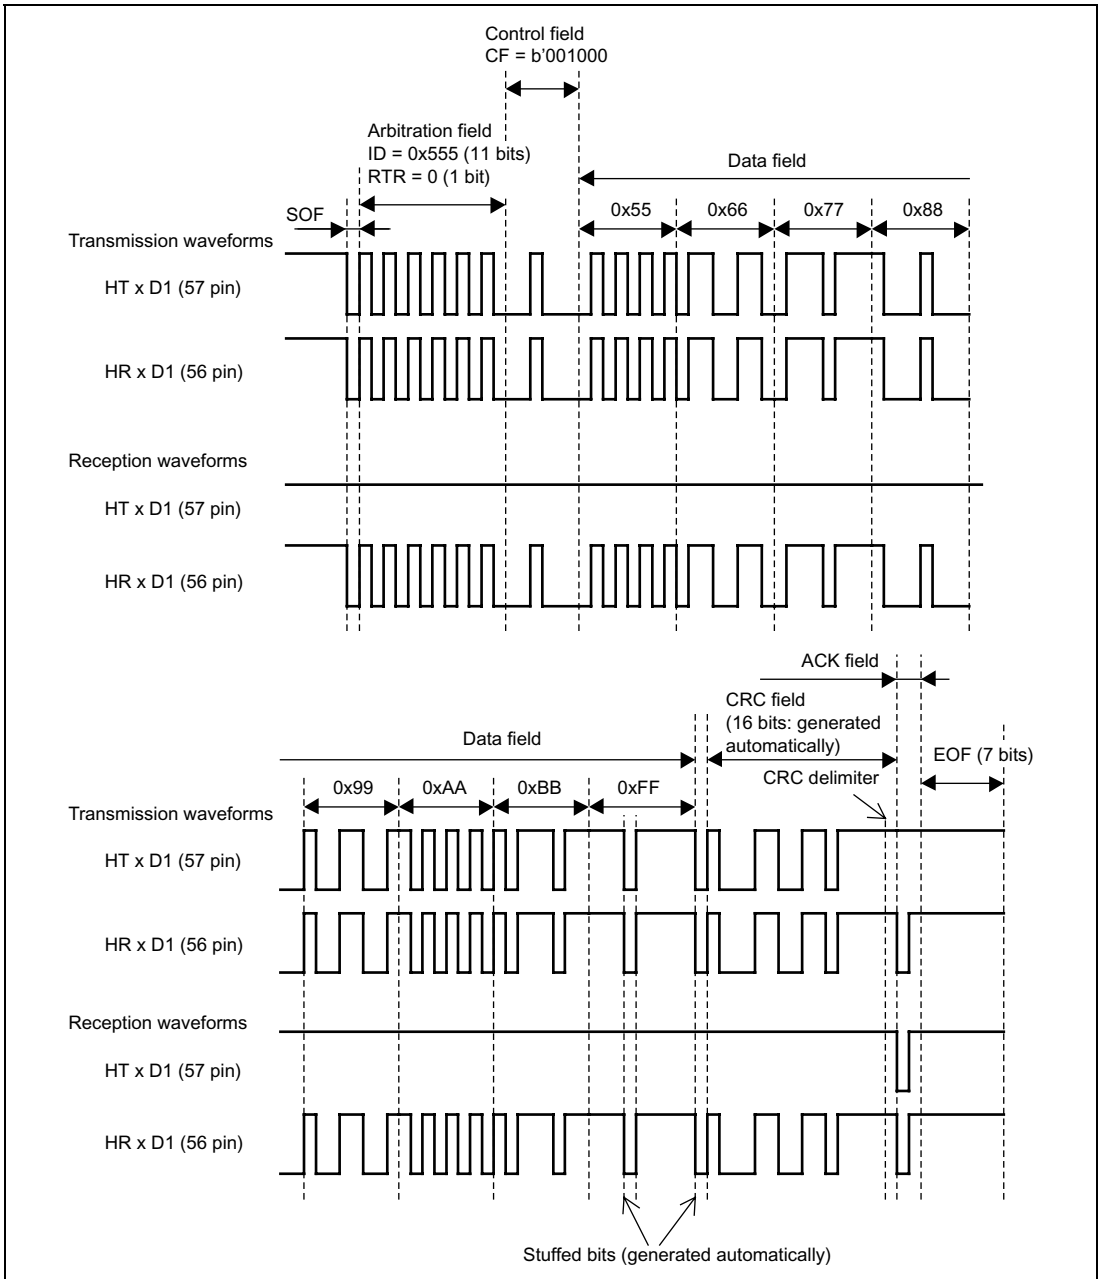 Control field
CF = b'001000
Arbitration field
ID = 0x555 (11 bits)
RTR = 0 (1 bit)
Data field
SOF
0x55 0x66 0x77 0x88
Transmission waveforms
HT x D1 (57 pin)
HR x D1 (56 pin)
Reception waveforms
HT x D1 (57 pin)
HR x D1 (56 pin)
ACK field
CRC field
(16 bits: generated
automatically)
Data field
EOF (7 bits)
CRC delimiter
0x99 0xAA 0xBB 0xFF
Transmission waveforms
HT x D1 (57 pin)
HR x D1 (56 pin)
Reception waveforms
HT x D1 (57 pin)
HR x D1 (56 pin)
Stuffed bits (generated automatically)